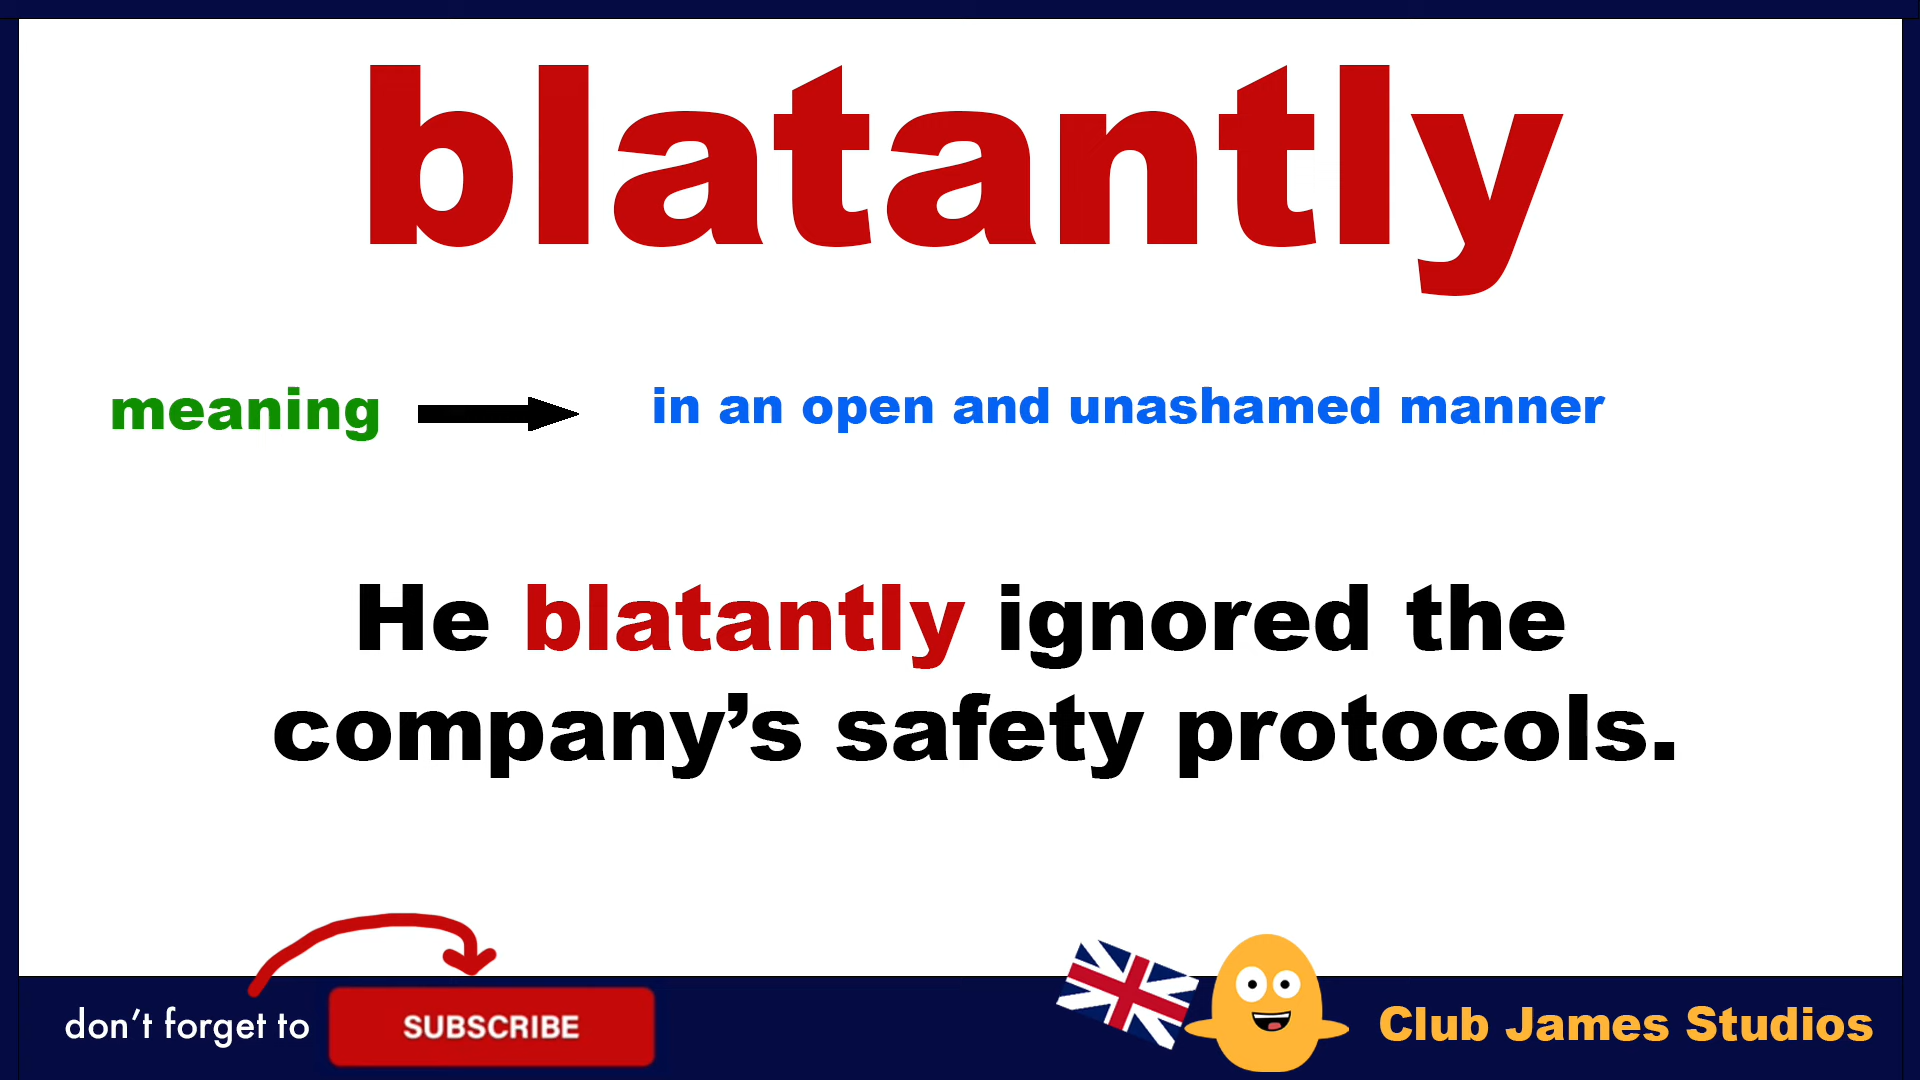 blatantly
meaning
in an open and unashamed manner
He blatantly ignored the
company’s safety protocols.
don't forget to
SUBSCRIBE
Club James Studios